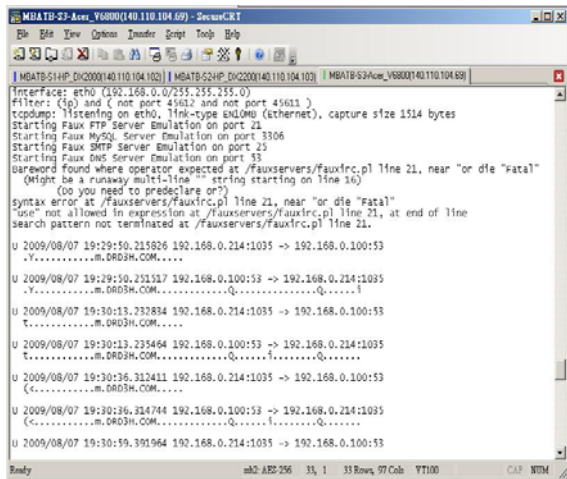 MBATB-S3-Acer_V6800(140.110.104.69) - SecureCRT
File Edit View Options Transfer Script Tools Help
MBATB-S1-HP_DX2000(140.110.104.102) MBATB-S2-HP_DX2200(140.110.104.103) MBATB-S3-Acer_V6800(140.110.104.69)
interface: eth0 (192.168.0.0/255.255.255.0)
filter: (ip) and ( not port 45612 and not port 45611 )
tcpdump: listening on eth0, link-type EN10MB (Ethernet), capture size 1514 bytes
Starting Faux FTP Server Emulation on port 21
Starting Faux MySQL Server Emulation on port 3306
Starting Faux SMTP Server Emulation on port 25
Starting Faux DNS Server Emulation on port 53
Bareword found where operator expected at /fauxservers/fauxirc.pl line 21, near "or die "Fatal"
(Might be a runaway multi-line "" string starting on line 16)
(Do you need to predeclare or?)
syntax error at /fauxservers/fauxirc.pl line 21, near "or die "Fatal"
"use" not allowed in expression at /fauxservers/fauxirc.pl line 21, at end of line
Search pattern not terminated at /fauxservers/fauxirc.pl line 21.
U 2009/08/07 19:29:50.215826 192.168.0.214:1035 -> 192.168.0.100:53
.Y...........m.DRD3H.COM.....
U 2009/08/07 19:29:50.251517 192.168.0.100:53 -> 192.168.0.214:1035
.Y...........m.DRD3H.COM.............Q..............Q......i
U 2009/08/07 19:30:13.232834 192.168.0.214:1035 -> 192.168.0.100:53
t............m.DRD3H.COM.....
U 2009/08/07 19:30:13.235464 192.168.0.100:53 -> 192.168.0.214:1035
t............m.DRD3H.COM.............Q......i........Q.......
U 2009/08/07 19:30:36.312411 192.168.0.214:1035 -> 192.168.0.100:53
(<...........m.DRD3H.COM.....
U 2009/08/07 19:30:36.314744 192.168.0.100:53 -> 192.168.0.214:1035
(<...........m.DRD3H.COM.............Q......i........Q.......
U 2009/08/07 19:30:59.391964 192.168.0.214:1035 -> 192.168.0.100:53
Ready ssh2: AES-256 33, 1 33 Rows, 97 Cols VT100 CAP NUM